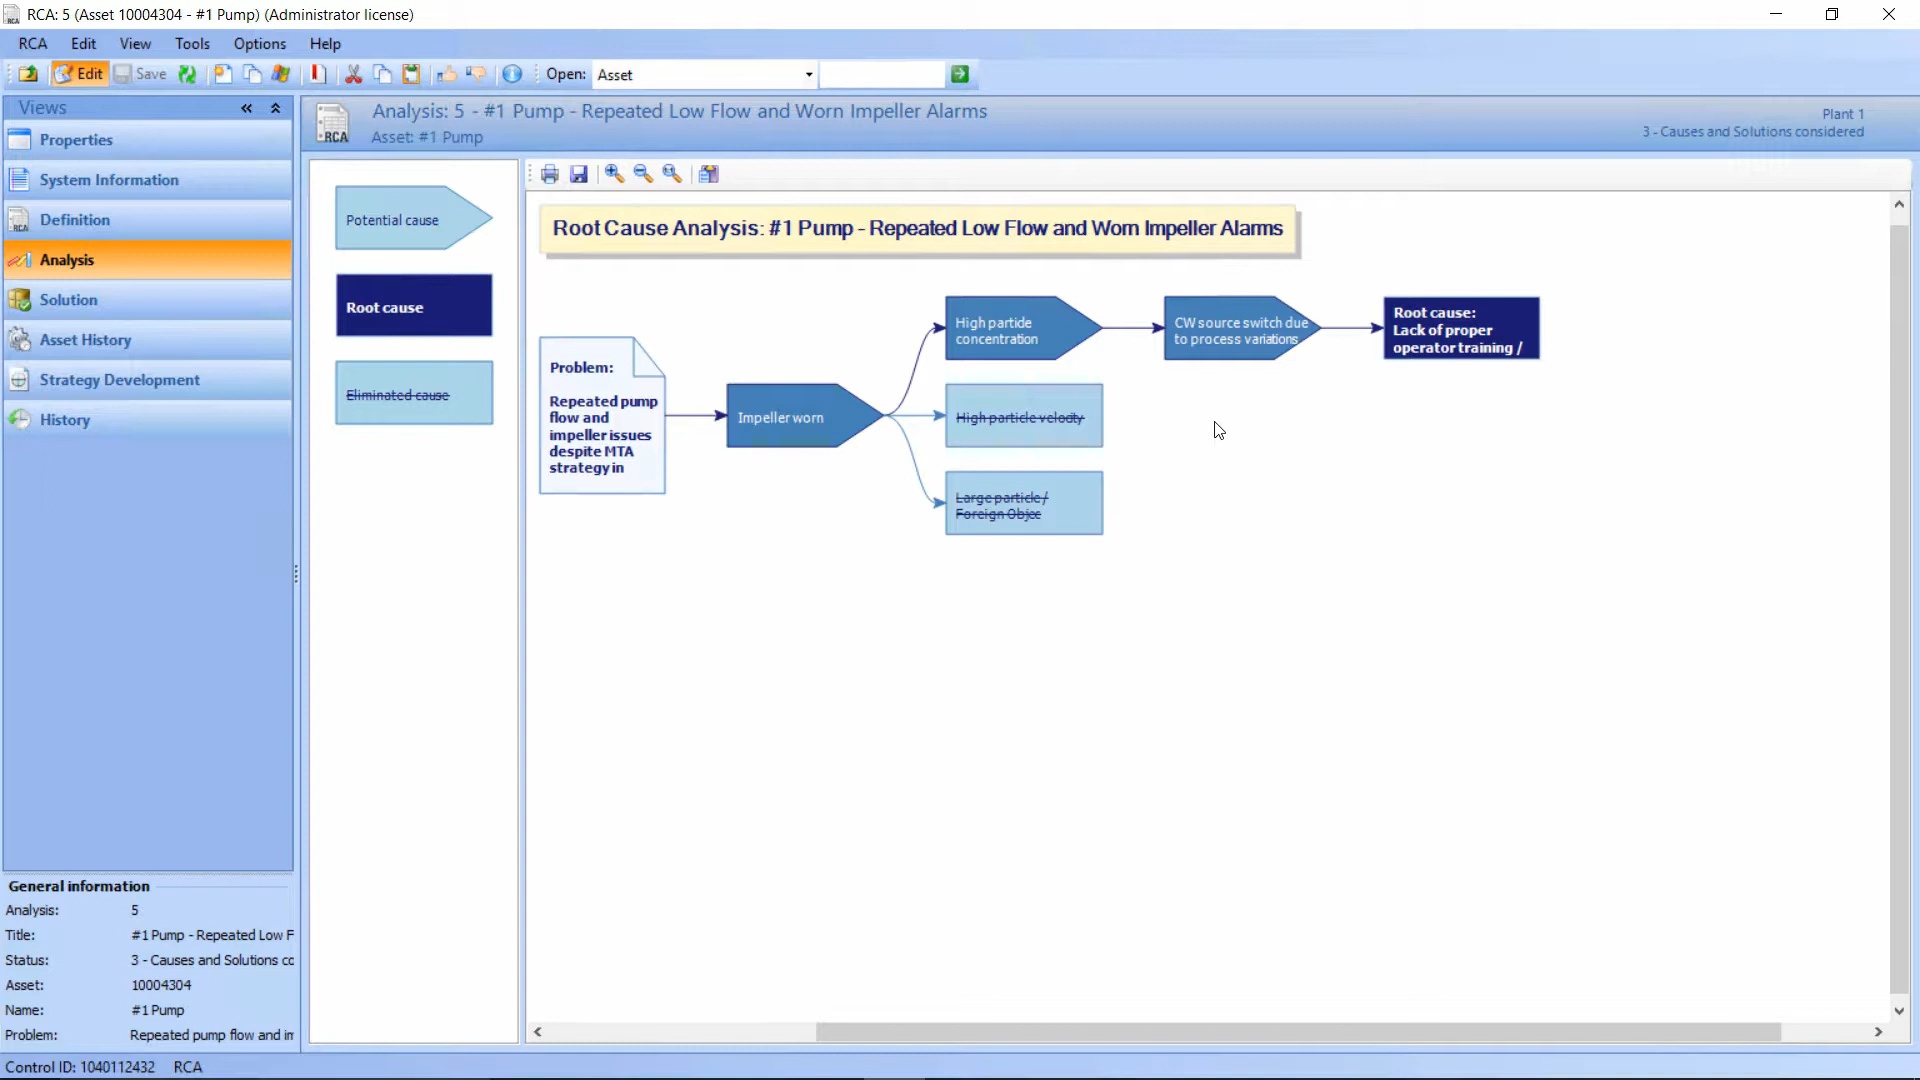 RCA: 5 (Asset 10004304 - #1 Pump) (Administrator license)
RCA Edit View Tools Options Help
Edit Save Open: Asset
Views
Properties
System Information
Definition
Analysis
Solution
Asset History
Strategy Development
History
RCA
Analysis: 5 - #1 Pump - Repeated Low Flow and Worn Impeller Alarms
Asset: #1 Pump
Plant 1
3 - Causes and Solutions considered
Potential cause
Root cause
Eliminated cause
Root Cause Analysis: #1 Pump - Repeated Low Flow and Worn Impeller Alarms
Problem:
Repeated pump
flow and
impeller issues
despite MTA
strategy in
Impeller worn
High particle
concentration
High particle velocity
Large particle /
Foreign Objec
CW source switch due
to process variations
Root cause:
Lack of proper
operator training /
General information
Analysis: 5
Title: #1 Pump - Repeated Low F
Status: 3 - Causes and Solutions co
Asset: 10004304
Name: #1 Pump
Problem: Repeated pump flow and im
Control ID: 1040112432 RCA